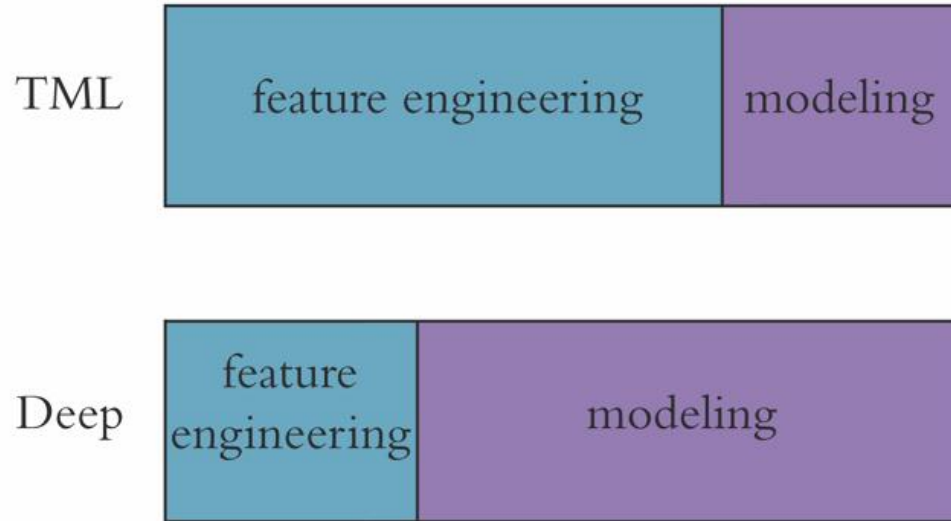 TML
feature engineering
modeling
Deep
feature
engineering
modeling